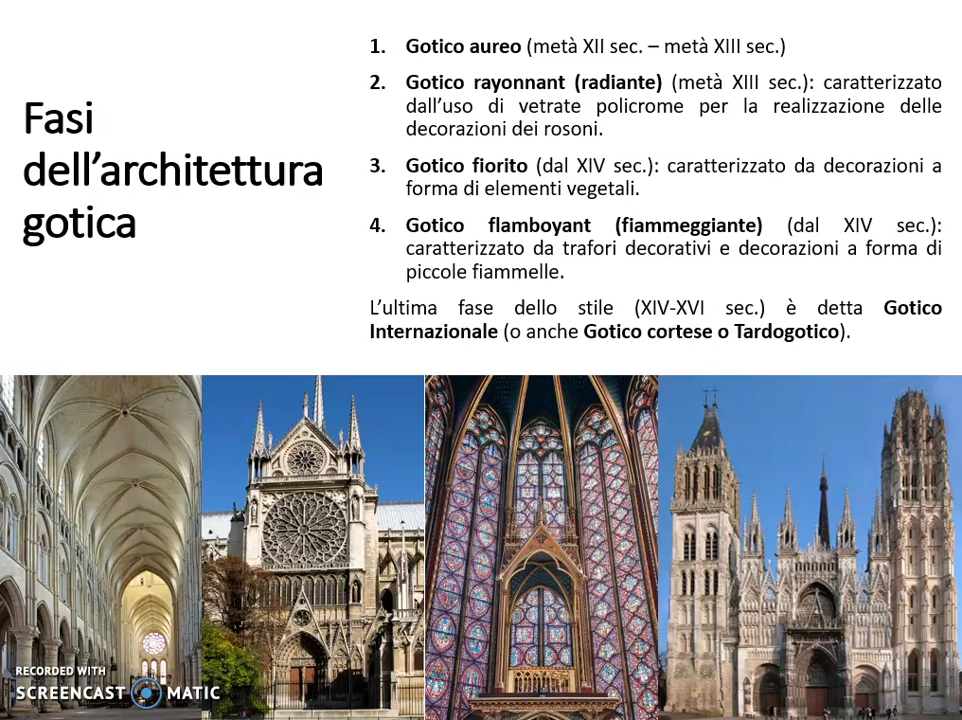 Fasi
dell’architettura
gotica
1. Gotico aureo (metà XII sec. – metà XIII sec.)
2. Gotico rayonnant (radiante) (metà XIII sec.): caratterizzato
dall’uso di vetrate policrome per la realizzazione delle
decorazioni dei rosoni.
3. Gotico fiorito (dal XIV sec.): caratterizzato da decorazioni a
forma di elementi vegetali.
4. Gotico flamboyant (fiammeggiante) (dal XIV sec.):
caratterizzato da trafori decorativi e decorazioni a forma di
piccole fiammelle.
L’ultima fase dello stile (XIV-XVI sec.) è detta Gotico
Internazionale (o anche Gotico cortese o Tardogotico).
RECORDED WITH
SCREENCAST MATIC